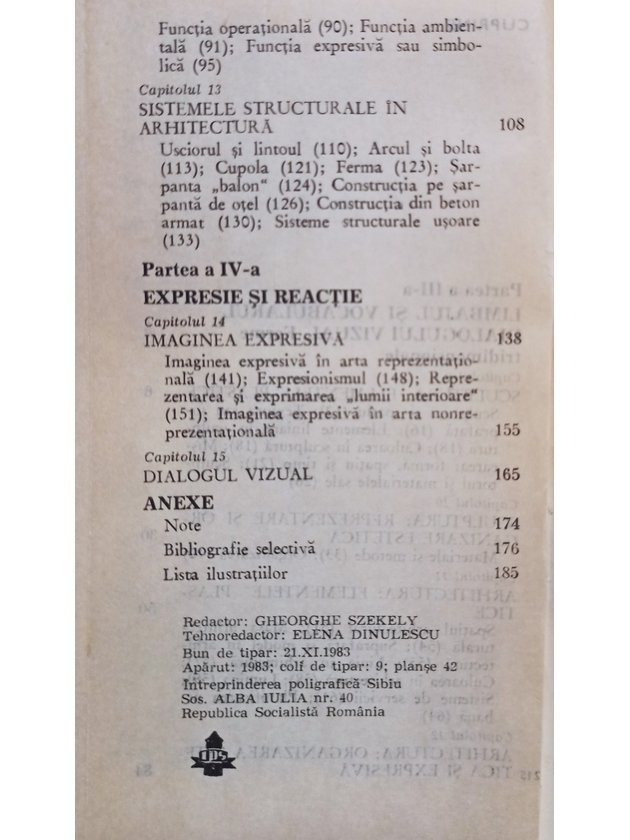 Funcția operațională (90); Funcția ambien-
tală (91); Funcția expresivă sau simbo-
lică (95)
Capitolul 13
SISTEMELE STRUCTURALE ÎN
ARHITECTURĂ 108
Usciorul și lintoul (110); Arcul și bolta
(113); Cupola (121); Ferma (123); Șar-
panta „balon“ (124); Construcția pe șar-
pantă de oțel (126); Construcția din beton
armat (130); Sisteme structurale ușoare
(133)
Partea a IV-a
EXPRESIE ȘI REACȚIE
Capitolul 14
IMAGINEA EXPRESIVĂ 138
Imaginea expresivă în arta reprezentațio-
nală (141); Expresionismul (148); Repre-
zentarea și exprimarea „lumii interioare“
(151); Imaginea expresivă în arta nonre-
prezentațională 155
Capitolul 15
DIALOGUL VIZUAL 165
ANEXE
Note 174
Bibliografie selectivă 176
Lista ilustrațiilor 185
Redactor: GHEORGHE SZEKELY
Tehnoredactor: ELENA DINULESCU
Bun de tipar: 21.XI.1983
Apărut: 1983; coli de tipar: 9; planșe 42
Întreprinderea poligrafică Sibiu
Șos. ALBA IULIA nr. 40
Republica Socialistă România